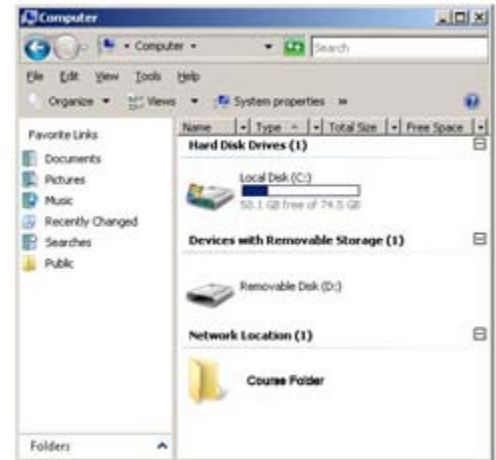 Computer
Computer
Search
File Edit View Tools Help
Organize Views System properties »
Favorite Links
Documents
Pictures
Music
Recently Changed
Searches
Public
Folders
Name Type Total Size Free Space
Hard Disk Drives (1)
Local Disk (C:)
58.1 GB free of 74.5 GB
Devices with Removable Storage (1)
Removable Disk (D:)
Network Location (1)
Course Folder